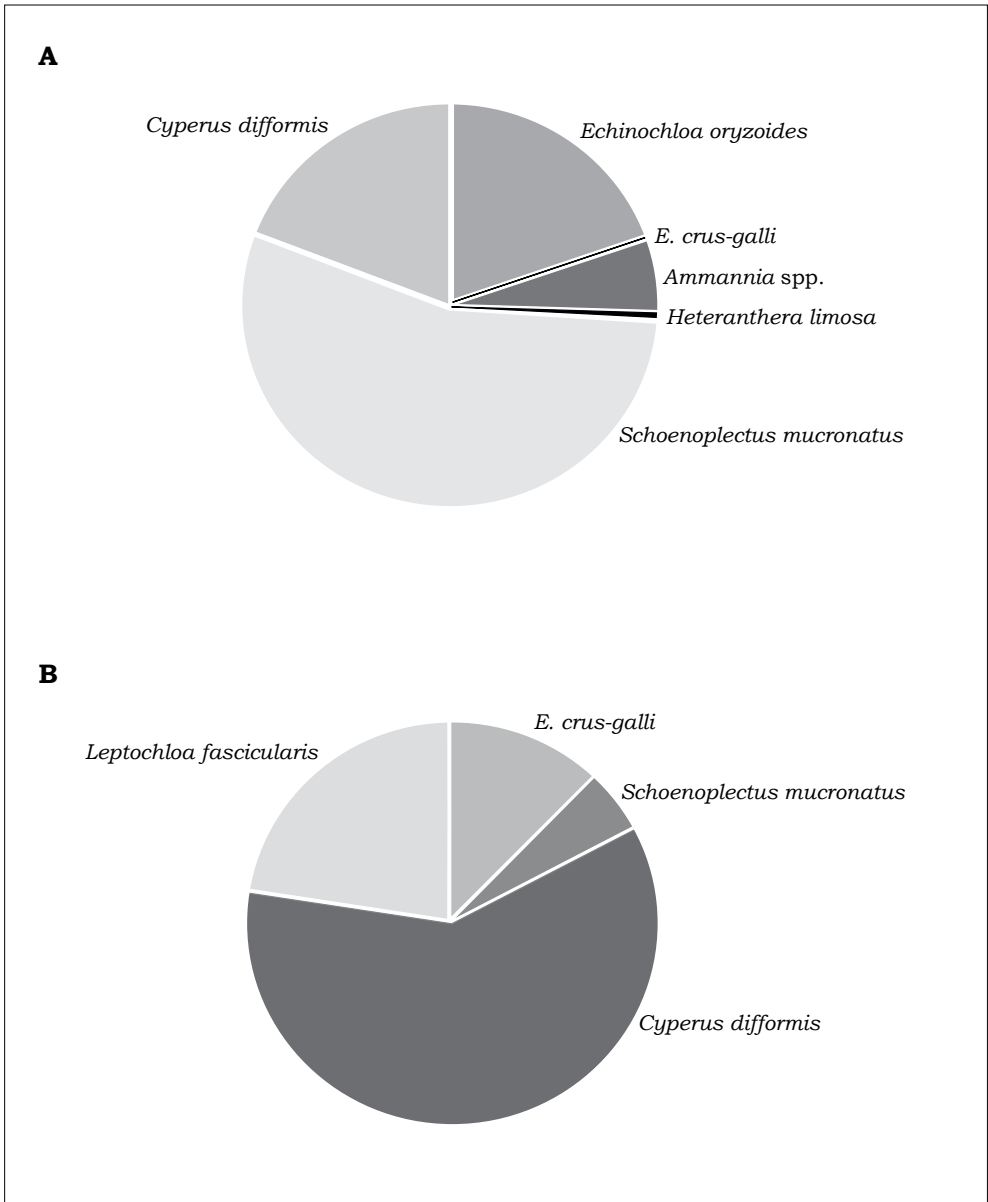 A
Cyperus difformis
Echinochloa oryzoides
E. crus-galli
Ammannia spp.
Heteranthera limosa
Schoenoplectus mucronatus
B
E. crus-galli
Leptochloa fascicularis
Schoenoplectus mucronatus
Cyperus difformis